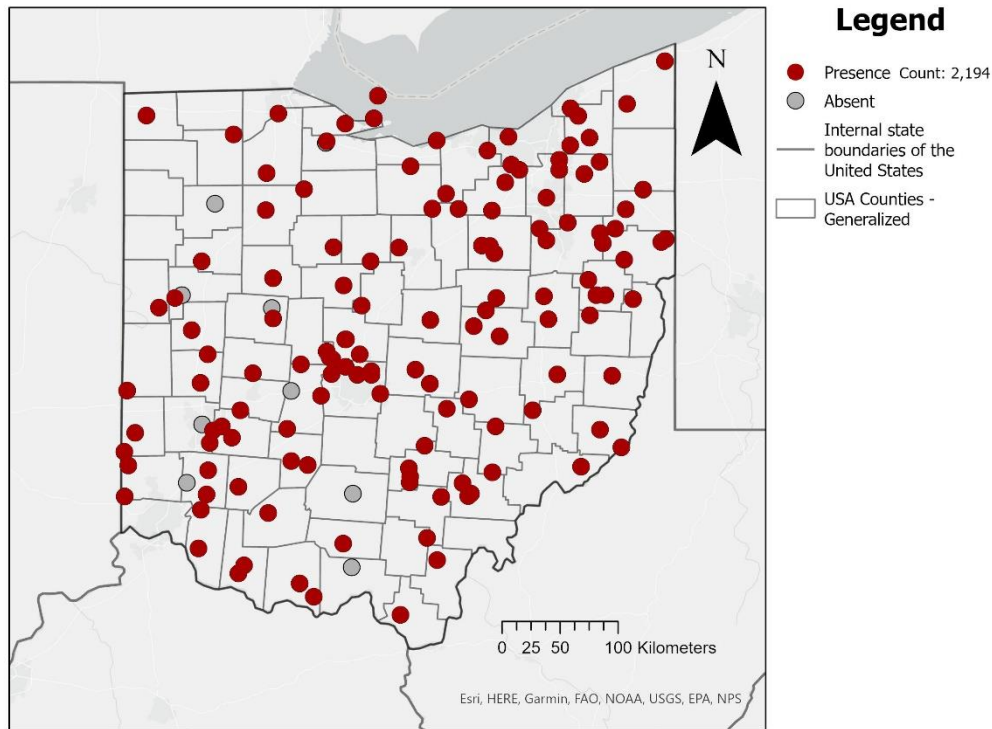 Legend
N
Presence Count: 2,194
Absent
Internal state
boundaries of the
United States
USA Counties -
Generalized
0 25 50 100 Kilometers
Esri, HERE, Garmin, FAO, NOAA, USGS, EPA, NPS